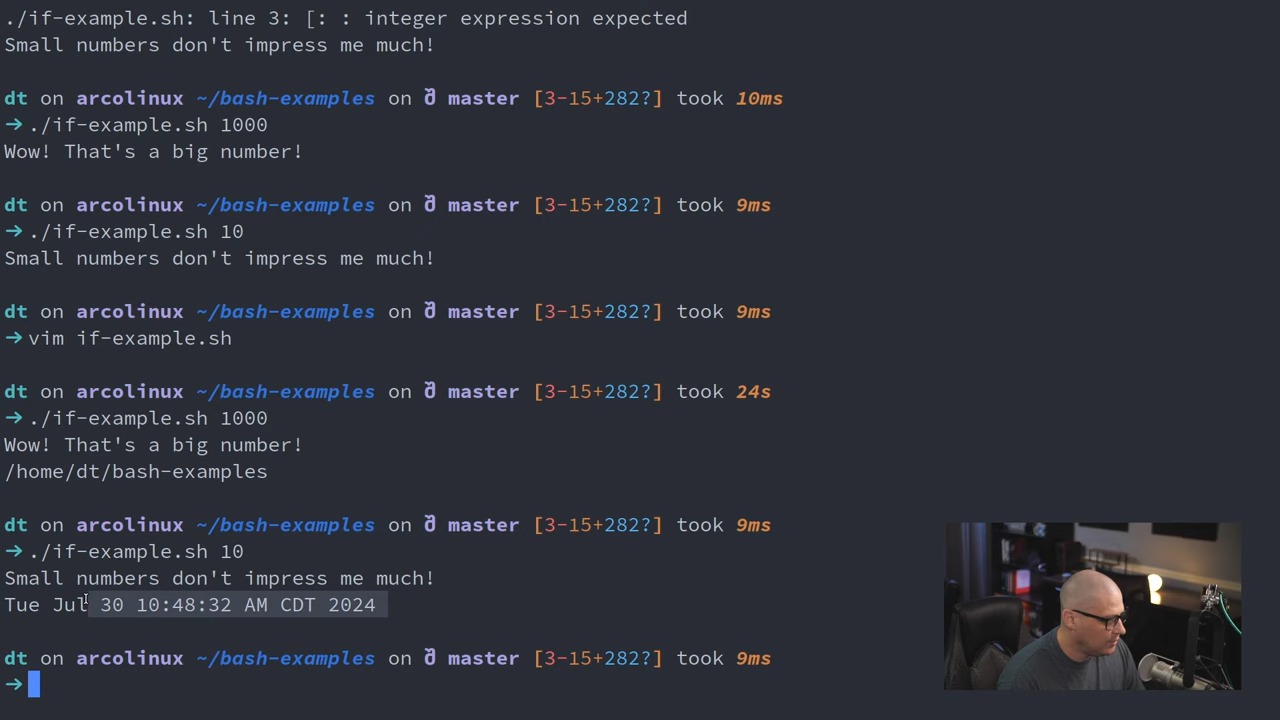 ./if-example.sh: line 3: [: : integer expression expected
Small numbers don't impress me much!
dt on arcolinux ~/bash-examples on master [3-15+282?] took 10ms
➜ ./if-example.sh 1000
Wow! That's a big number!
dt on arcolinux ~/bash-examples on master [3-15+282?] took 9ms
➜ ./if-example.sh 10
Small numbers don't impress me much!
dt on arcolinux ~/bash-examples on master [3-15+282?] took 9ms
➜ vim if-example.sh
dt on arcolinux ~/bash-examples on master [3-15+282?] took 24s
➜ ./if-example.sh 1000
Wow! That's a big number!
/home/dt/bash-examples
dt on arcolinux ~/bash-examples on master [3-15+282?] took 9ms
➜ ./if-example.sh 10
Small numbers don't impress me much!
Tue Jul 30 10:48:32 AM CDT 2024
dt on arcolinux ~/bash-examples on master [3-15+282?] took 9ms
➜